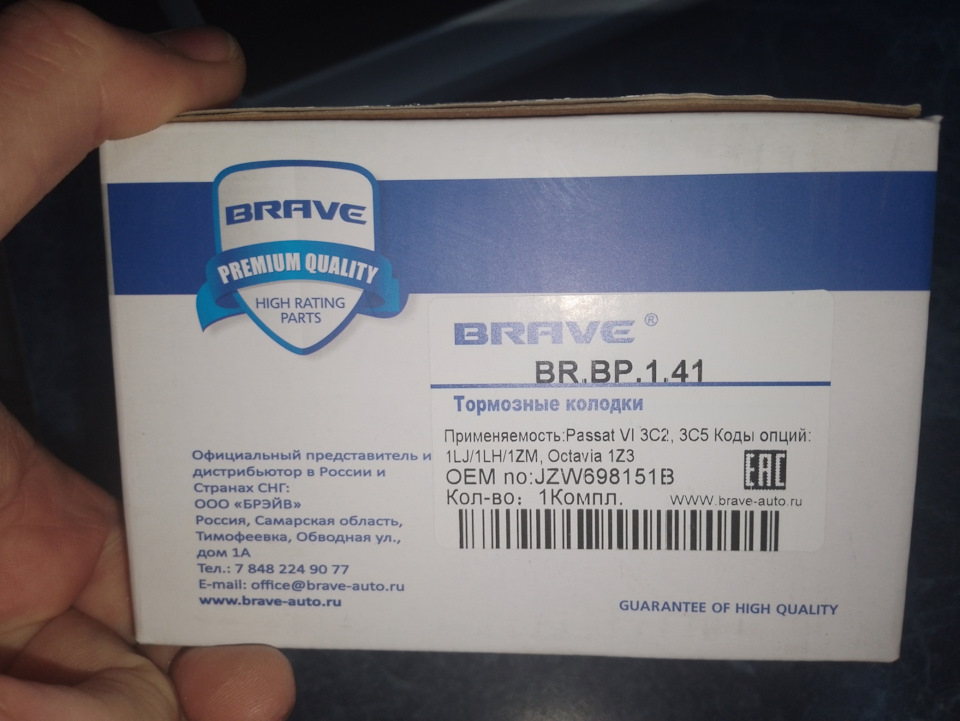 BRAVE
PREMIUM QUALITY
HIGH RATING
PARTS
BRAVE ®
BR.BP.1.41
Тормозные колодки
Применяемость:Passat VI 3C2, 3C5 Коды опций:
1LJ/1LH/1ZM, Octavia 1Z3
OEM no:JZW698151B
EAC
Кол-во: 1Компл.
www.brave-auto.ru
Официальный представитель и
дистрибьютор в России и
Странах СНГ:
ООО «БРЭЙВ»
Россия, Самарская область,
Тимофеевка, Обводная ул.,
дом 1А
Тел.: 7 848 224 90 77
E-mail: office@brave-auto.ru
www.brave-auto.ru
GUARANTEE OF HIGH QUALITY